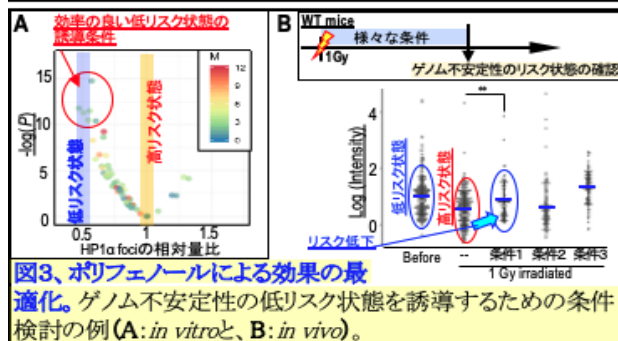 A
効率の良い低リスク状態の
誘導条件
-log(P)
15
10
5
0
低リスク状態
高リスク状態
M
12
9
6
3
0
0.5
1
1.5
HP1α fociの相対量比
B
WT mice
様々な条件
1Gy
ゲノム不安定性のリスク状態の確認
Log (Intensity)
4
2
0
低リスク状態
高リスク状態
**
リスク低下
Before
--
条件1
条件2
条件3
1 Gy irradiated
図3、ポリフェノールによる効果の最
適化。ゲノム不安定性の低リスク状態を誘導するための条件
検討の例(A:in vitroと、B:in vivo)。